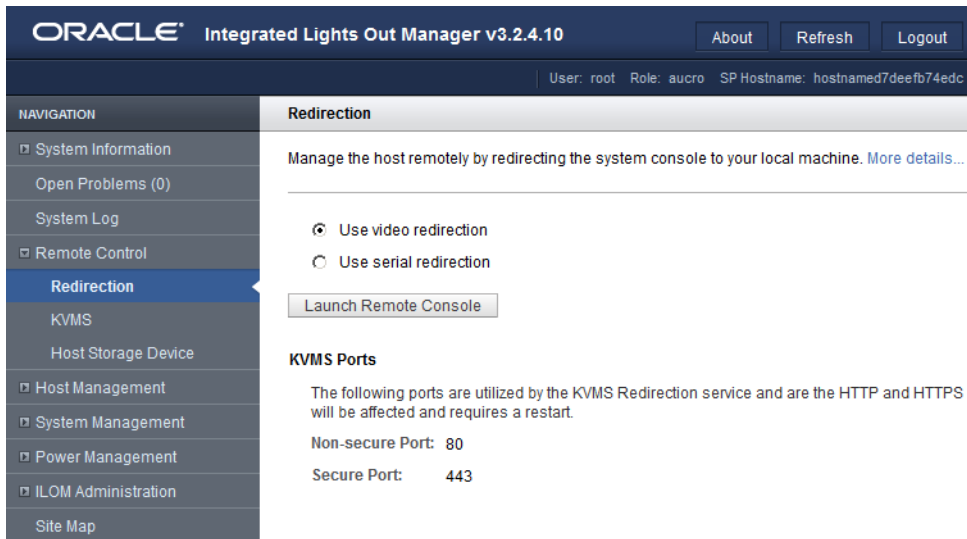 ORACLE Integrated Lights Out Manager v3.2.4.10
About Refresh Logout
User: root Role: aucro SP Hostname: hostnamed7deefb74edc
NAVIGATION
System Information
Open Problems (0)
System Log
Remote Control
Redirection
KVMS
Host Storage Device
Host Management
System Management
Power Management
ILOM Administration
Site Map
Redirection
Manage the host remotely by redirecting the system console to your local machine. More details...
Use video redirection
Use serial redirection
Launch Remote Console
KVMS Ports
The following ports are utilized by the KVMS Redirection service and are the HTTP and HTTPS
will be affected and requires a restart.
Non-secure Port: 80
Secure Port: 443